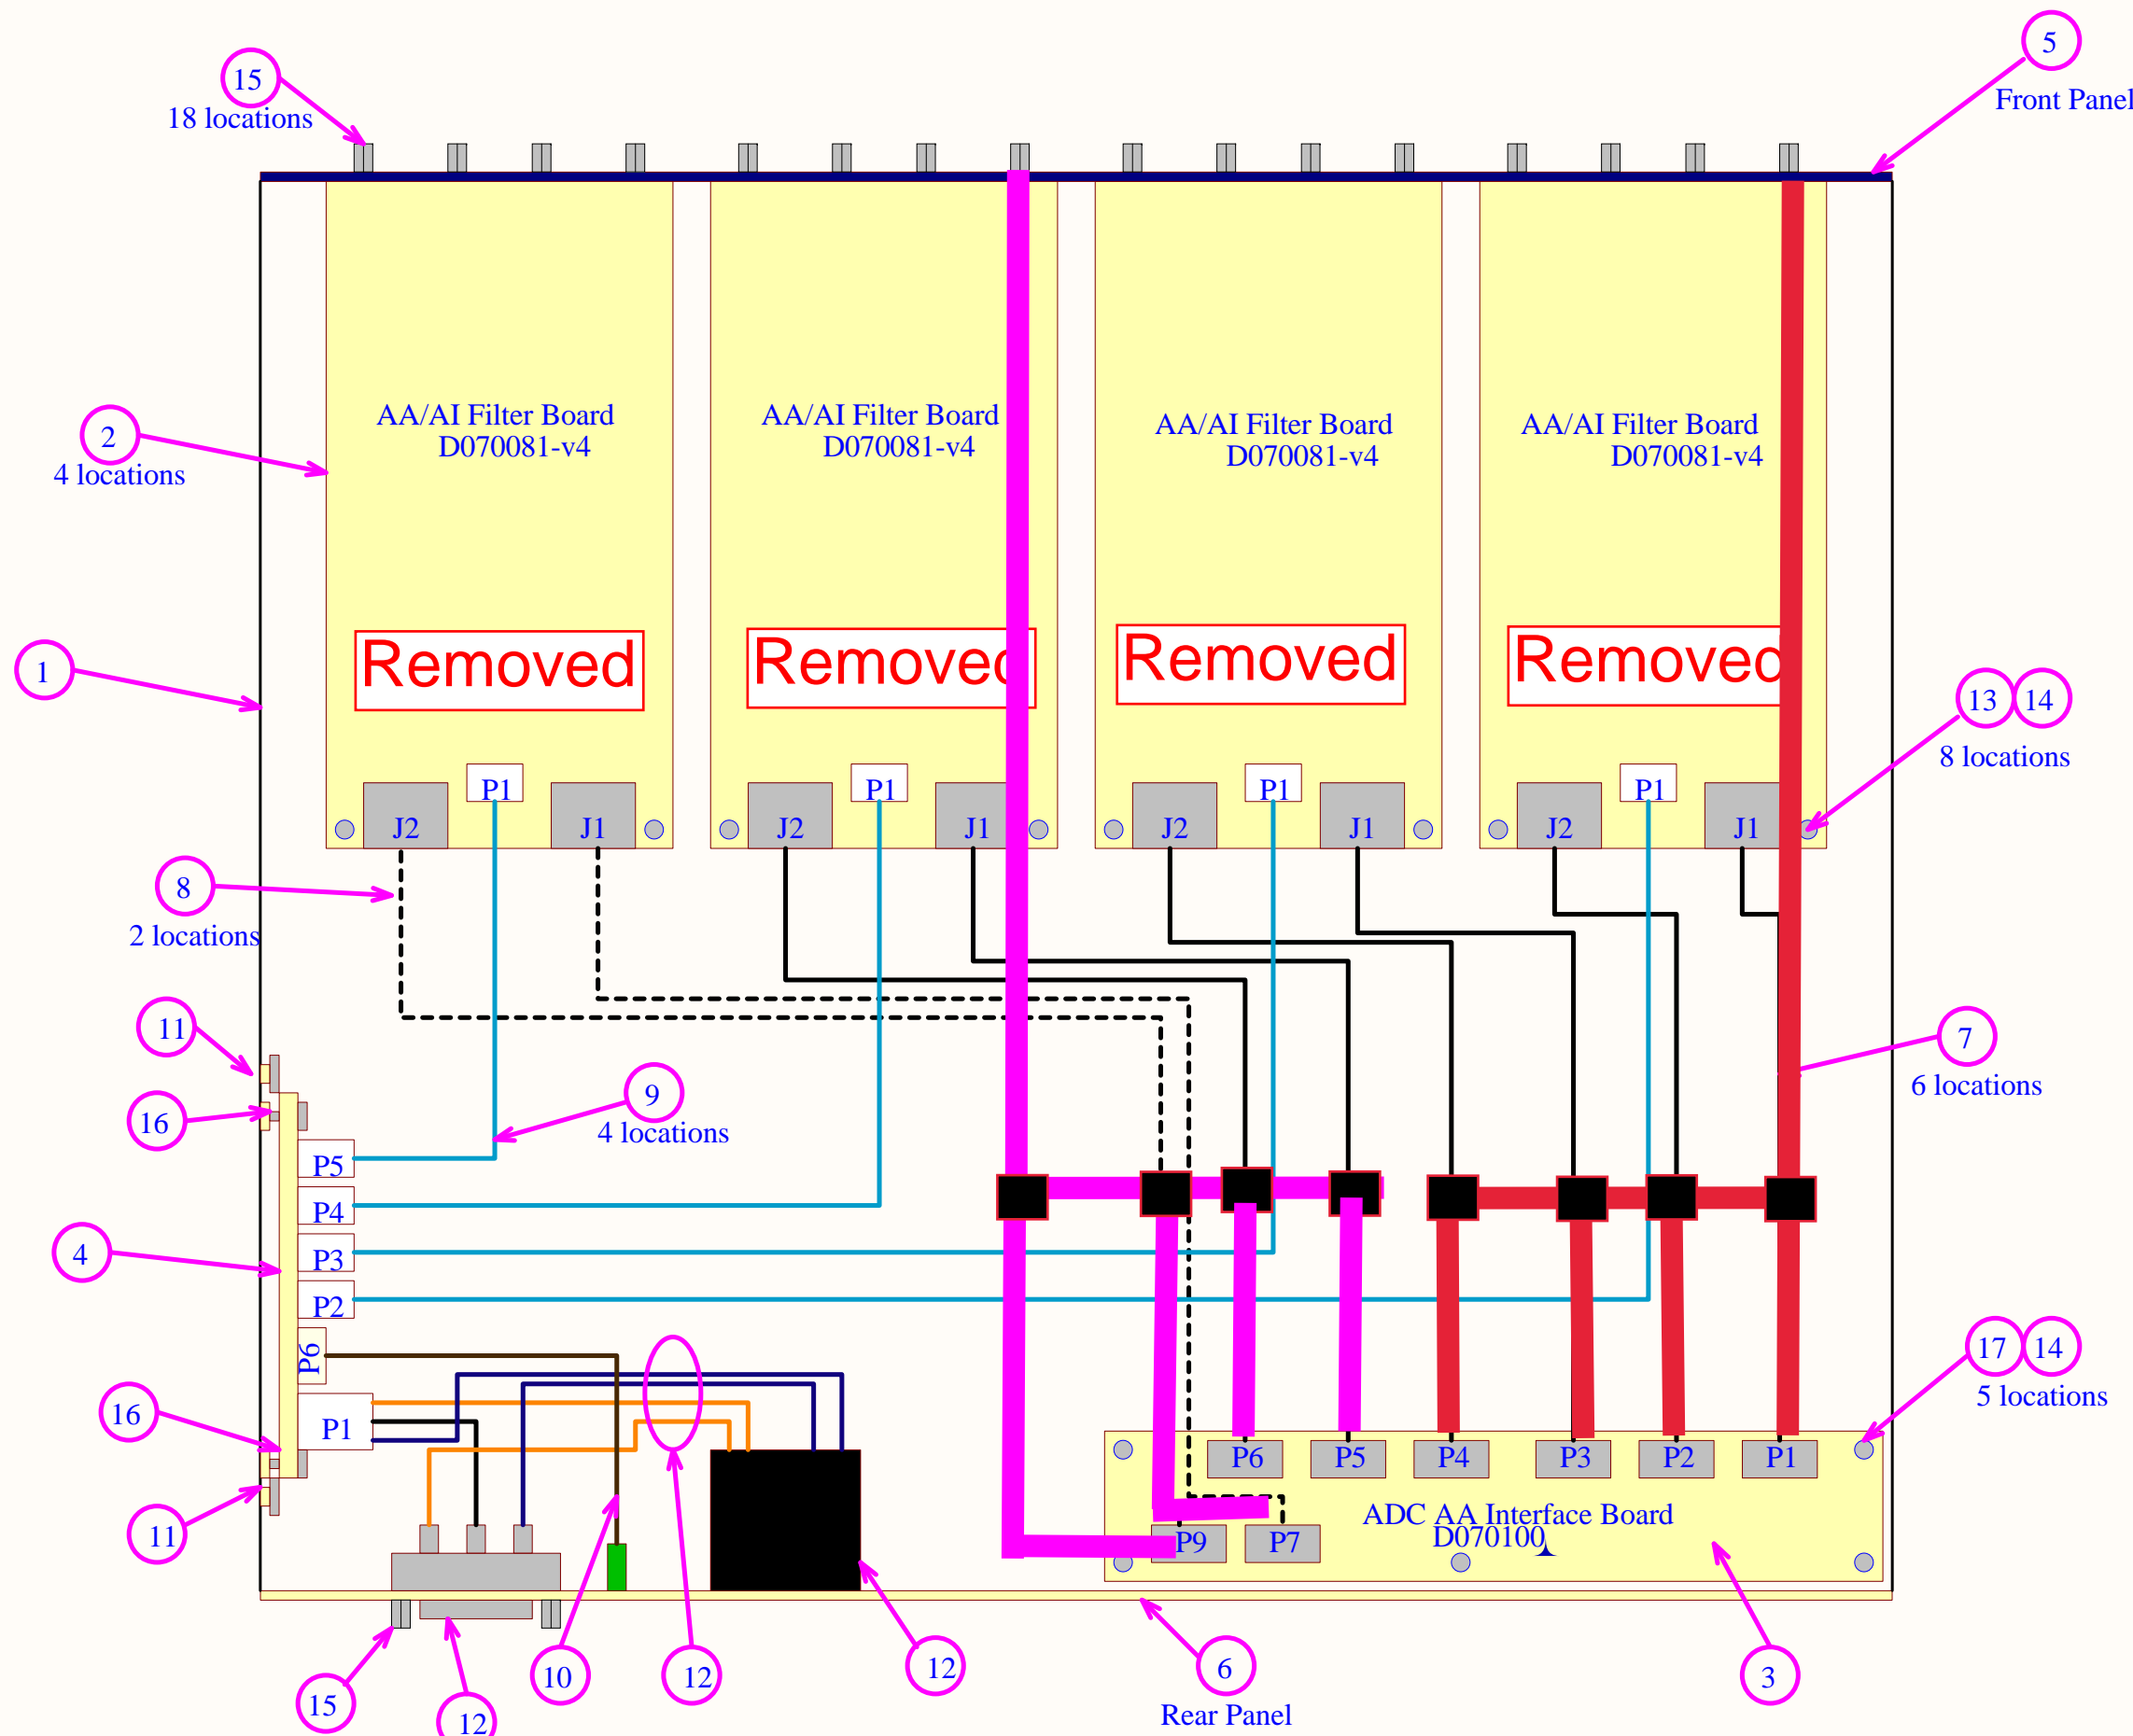 5
Front Panel
15
18 locations
AA/AI Filter Board
D070081-v4
AA/AI Filter Board
D070081-v4
AA/AI Filter Board
D070081-v4
AA/AI Filter Board
D070081-v4
2
4 locations
Removed
Removed
Removed
Removed
1
13 14
8 locations
P1
P1
P1
P1
J2
J1
J2
J1
J2
J1
J2
J1
8
2 locations
11
16
9
4 locations
7
6 locations
P5
P4
P3
P2
P6
P1
4
16
11
17 14
5 locations
P6
P5
P4
P3
P2
P1
ADC AA Interface Board
D070100
P9
P7
15
12
10
12
12
6
Rear Panel
3